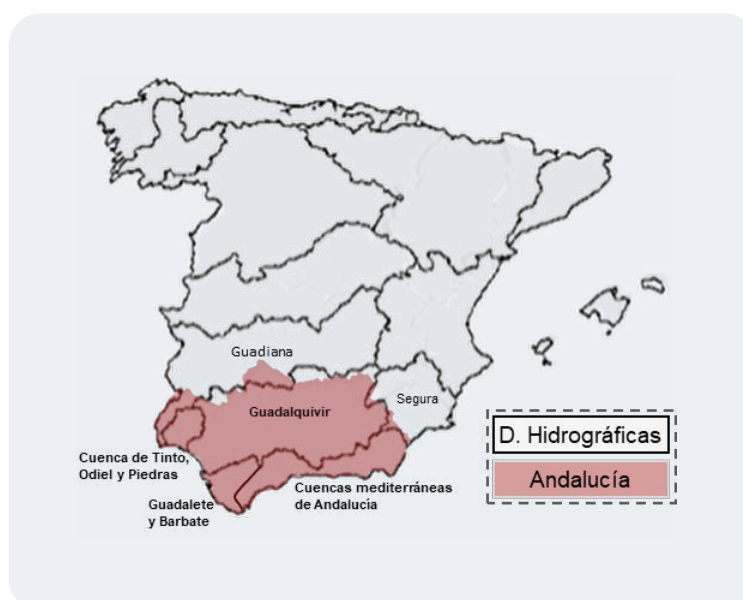 Guadiana
Segura
Guadalquivir
D. Hidrográficas
Cuenca de Tinto,
Odiel y Piedras
Andalucía
Cuencas mediterráneas
de Andalucía
Guadalete
y Barbate